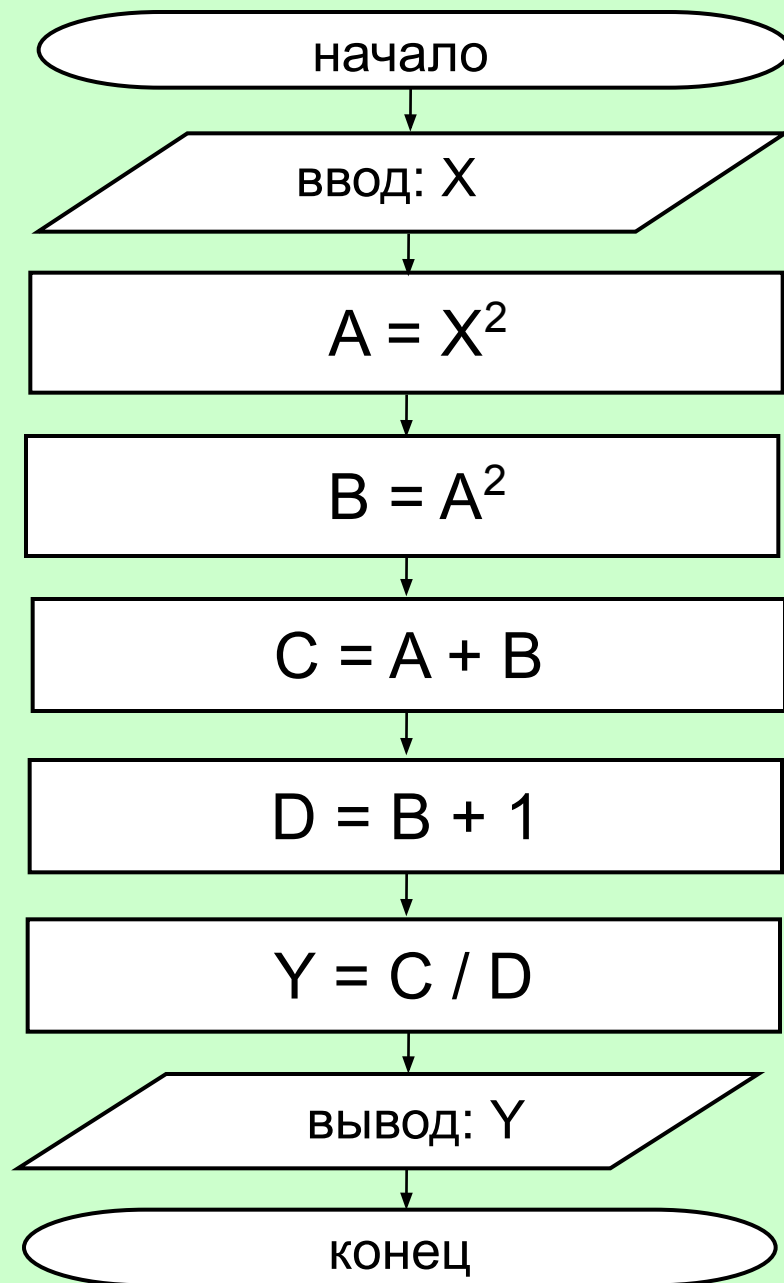 начало
ввод: X
A = X²
B = A²
C = A + B
D = B + 1
Y = C / D
вывод: Y
конец